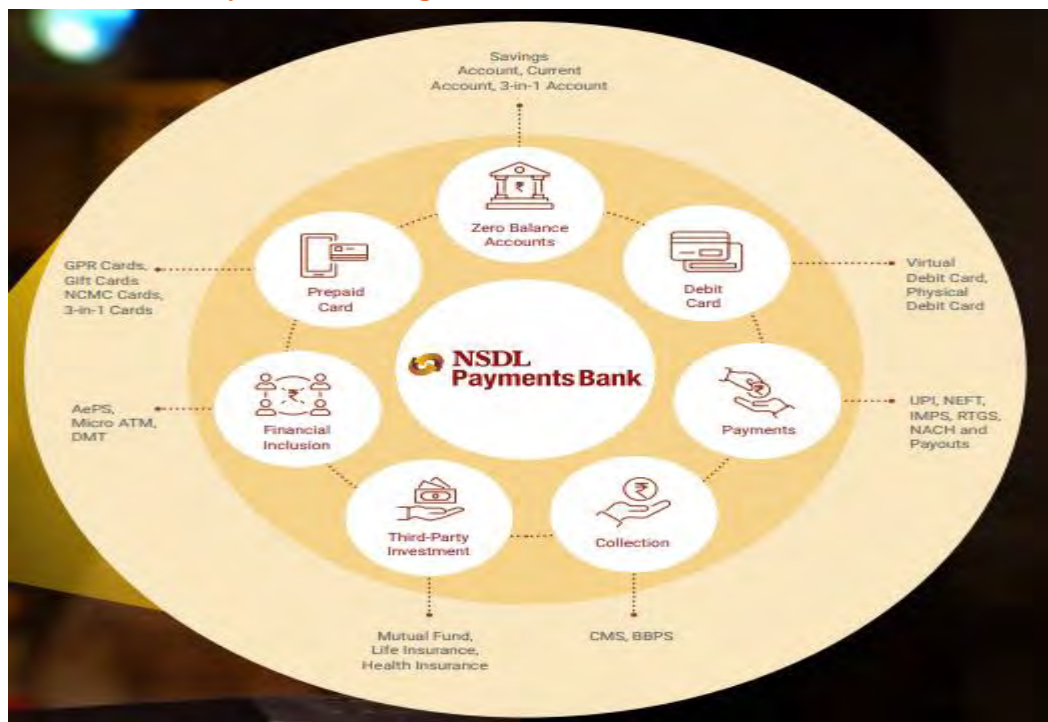 Savings
Account, Current
Account, 3-in-1 Account
Zero Balance
Accounts
GPR Cards,
Gift Cards
NCMC Cards,
3-in-1 Cards
Prepaid
Card
Debit
Card
Virtual
Debit Card,
Physical
Debit Card
NSDL
Payments Bank
AePS,
Micro ATM,
DMT
Financial
Inclusion
Payments
UPI, NEFT,
IMPS, RTGS,
NACH and
Payouts
Third-Party
Investment
Collection
Mutual Fund,
Life Insurance,
Health Insurance
CMS, BBPS